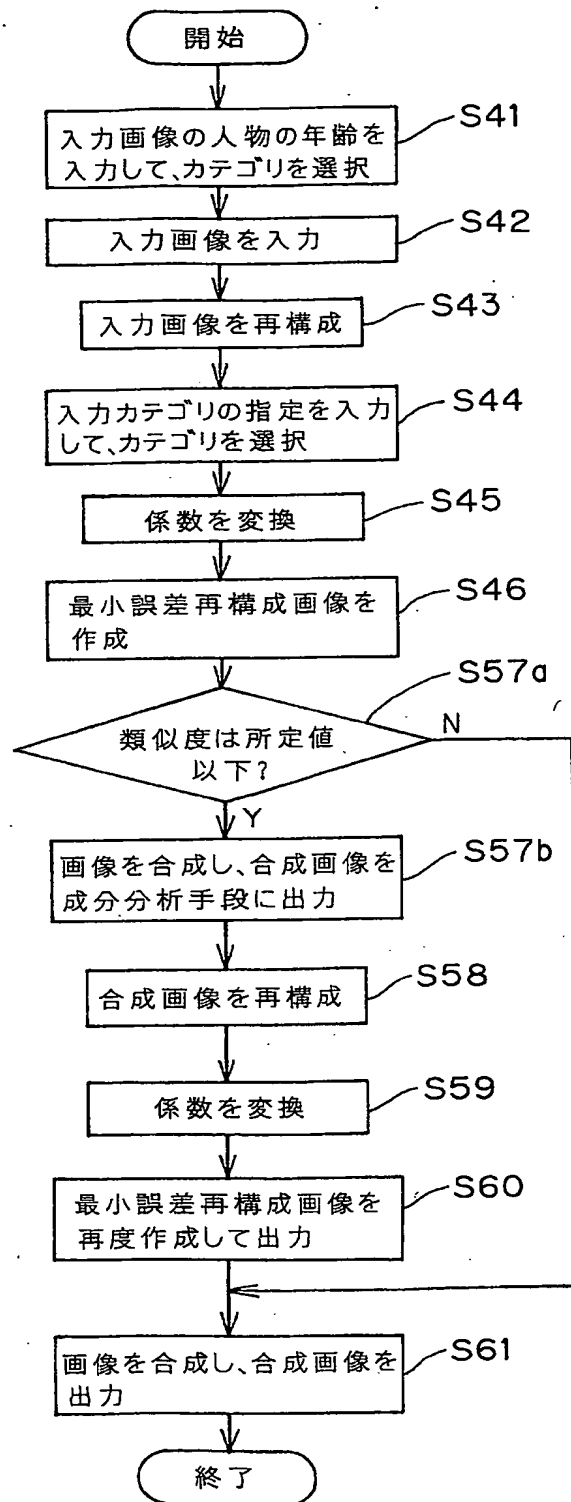 開始
S41
入力画像の人物の年齢を
入力して、カテゴリを選択
S42
入力画像を入力
S43
入力画像を再構成
S44
入力カテゴリの指定を入力
して、カテゴリを選択
S45
係数を変換
S46
最小誤差再構成画像を
作成
S57a
類似度は所定値
以下?
N
Y
S57b
画像を合成し、合成画像を
成分分析手段に出力
S58
合成画像を再構成
S59
係数を変換
S60
最小誤差再構成画像を
再度作成して出力
S61
画像を合成し、合成画像を
出力
終了